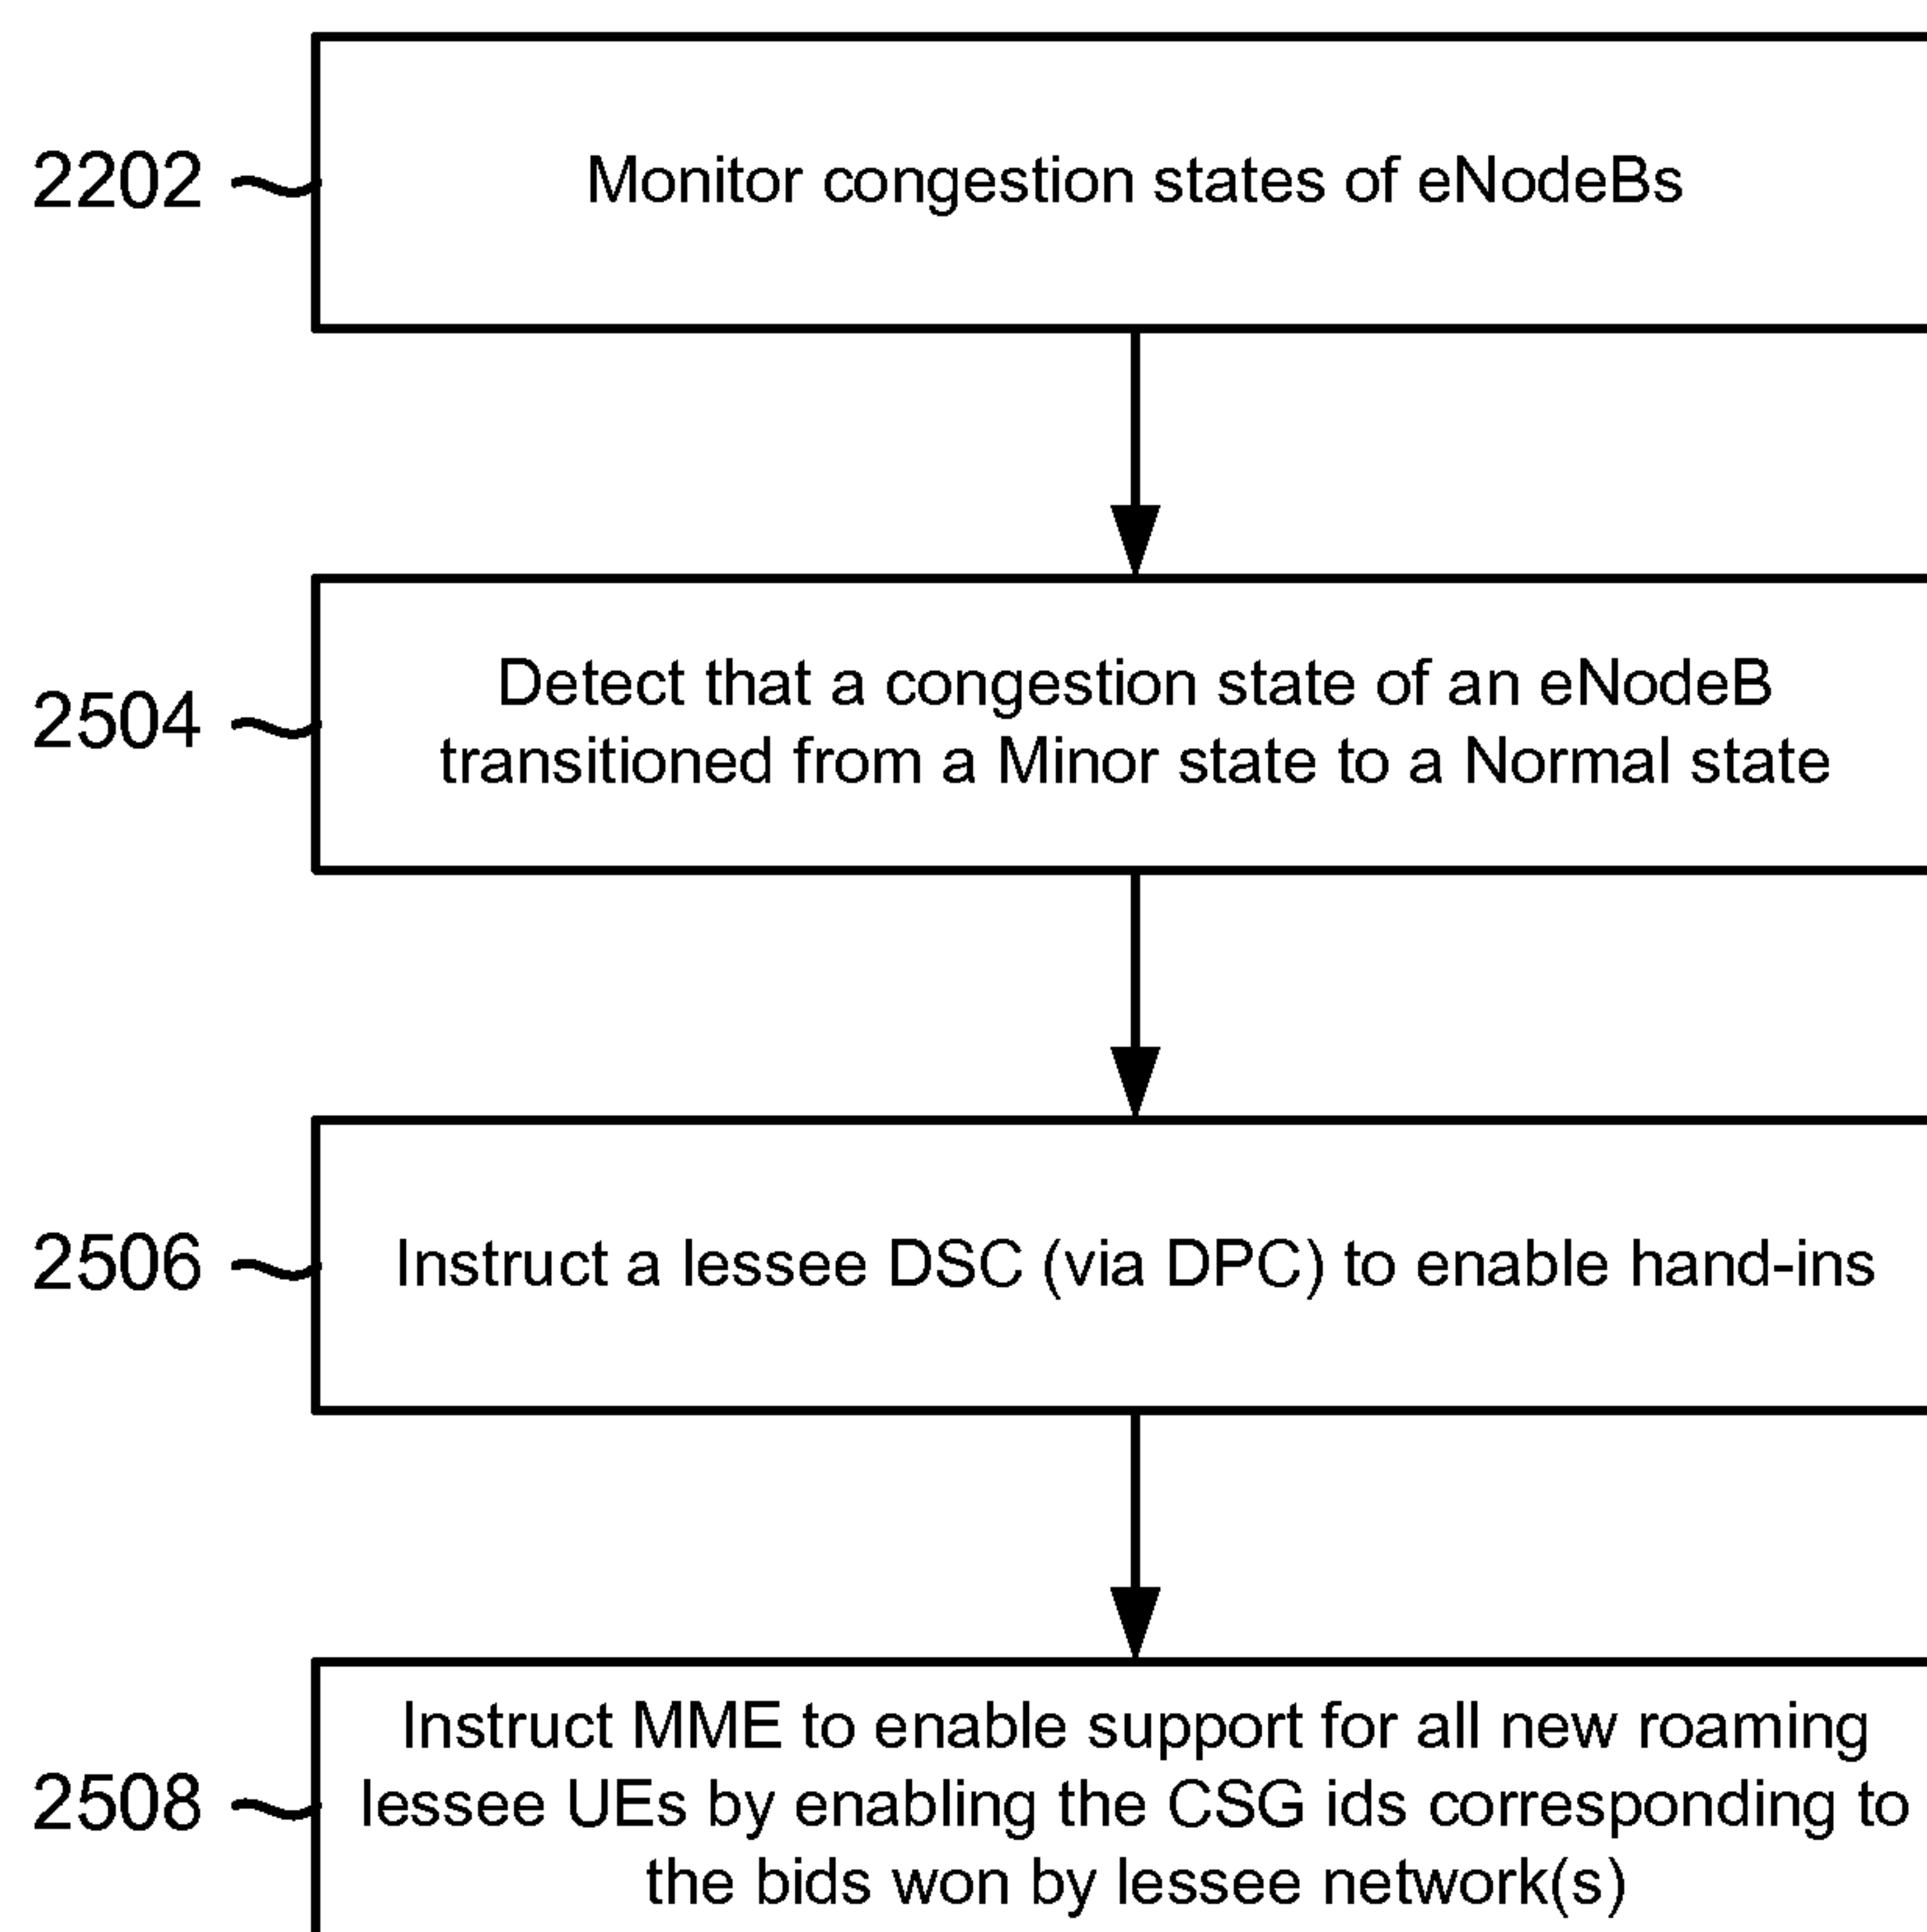 2202
Monitor congestion states of eNodeBs
2504
Detect that a congestion state of an eNodeB
transitioned from a Minor state to a Normal state
2506
Instruct a lessee DSC (via DPC) to enable hand-ins
2508
Instruct MME to enable support for all new roaming
lessee UEs by enabling the CSG ids corresponding to
the bids won by lessee network(s)